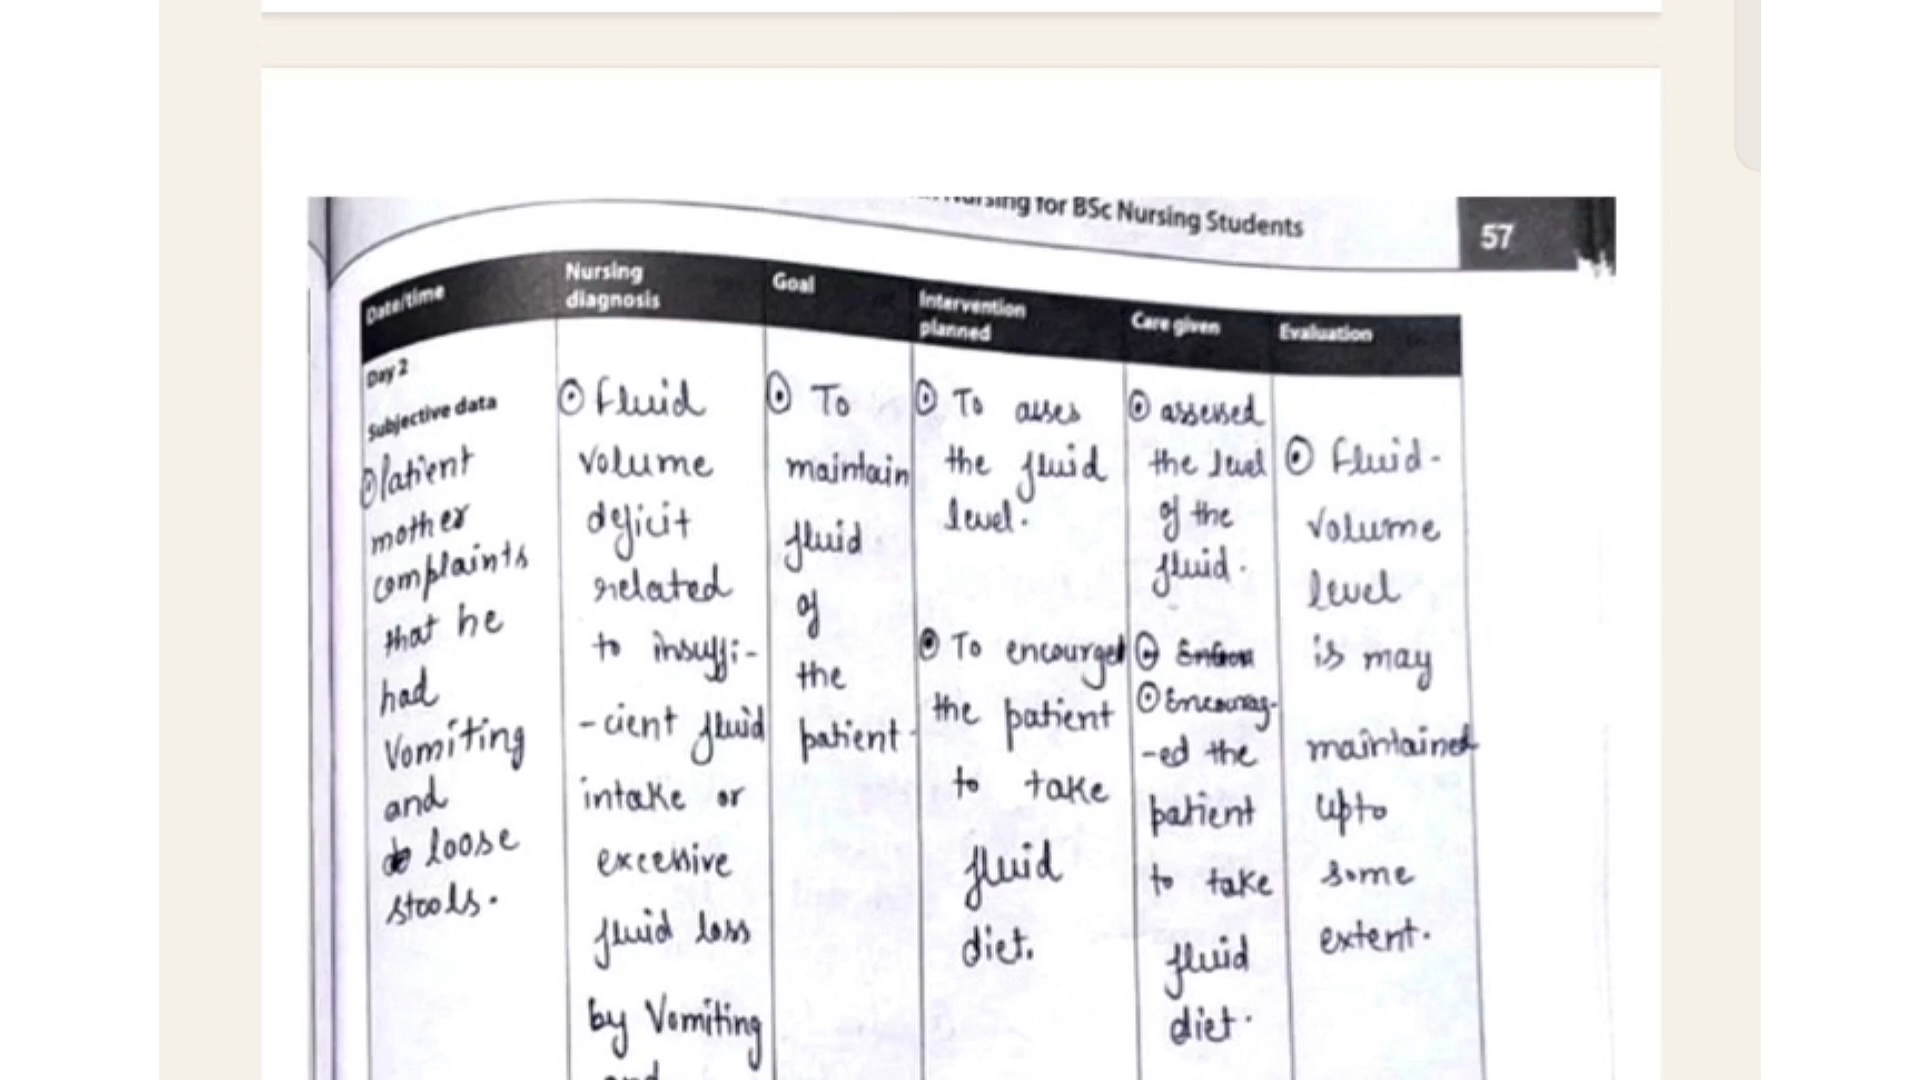 Nursing for BSc Nursing Students
57
Date/time
Nursing
diagnosis
Goal
Intervention
planned
Care given
Evaluation
Day 2
Subjective data
Patient
mother
complaints
that he
had
Vomiting
and
loose
stools.
Fluid
volume
deficit
related
to insuffi-
-cient fluid
intake or
excessive
fluid loss
by Vomiting
and
To
maintain
fluid
of
the
patient
To asses
the fluid
level.
To encourget
the patient
to take
fluid
diet.
assessed
the level
of the
fluid.
Encourag-
-ed the
patient
to take
fluid
diet.
Fluid-
volume
level
is may
maintained
upto
some
extent.